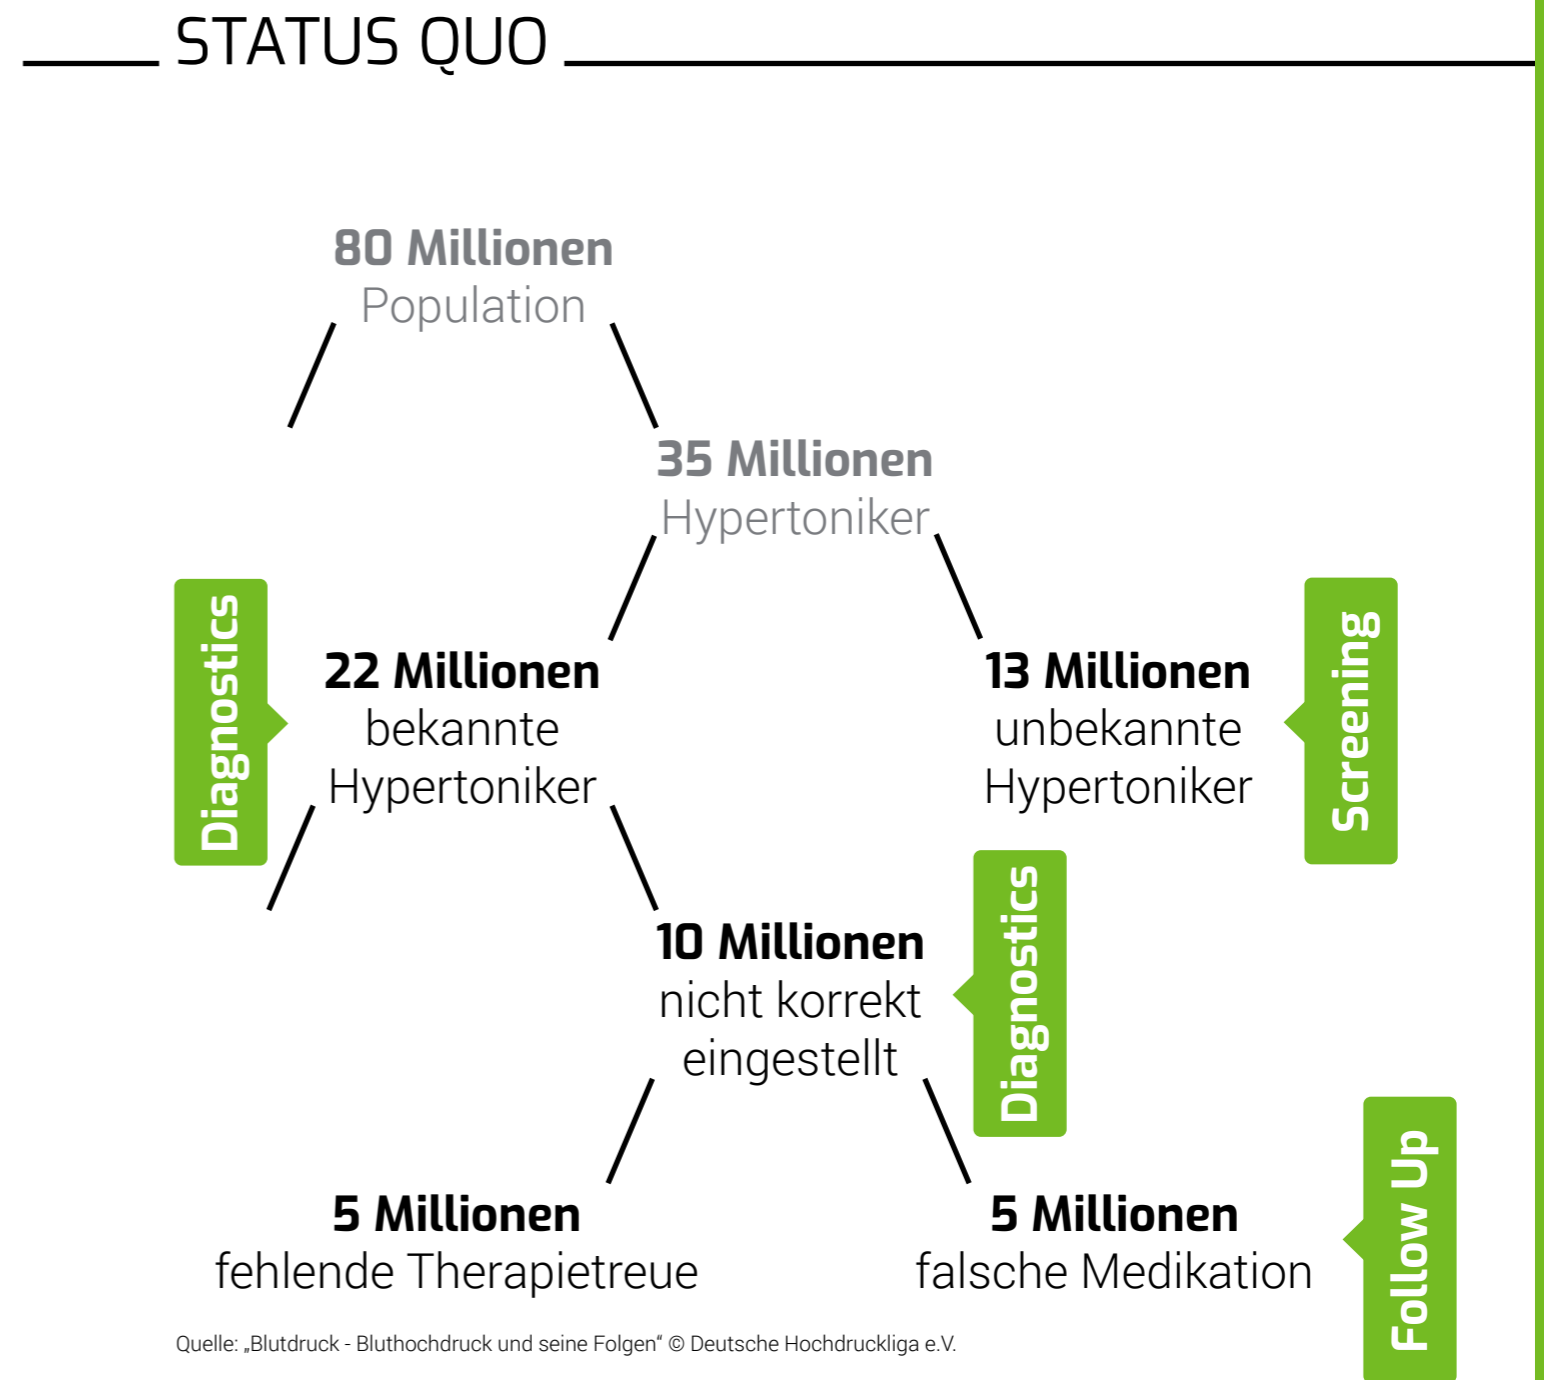 STATUS QUO
80 Millionen
Population
35 Millionen
Hypertoniker
Diagnostics
22 Millionen
bekannte
Hypertoniker
13 Millionen
unbekannte
Hypertoniker
Screening
10 Millionen
nicht korrekt
eingestellt
Diagnostics
5 Millionen
fehlende Therapietreue
5 Millionen
falsche Medikation
Follow Up
Quelle: „Blutdruck - Bluthochdruck und seine Folgen“ © Deutsche Hochdruckliga e.V.